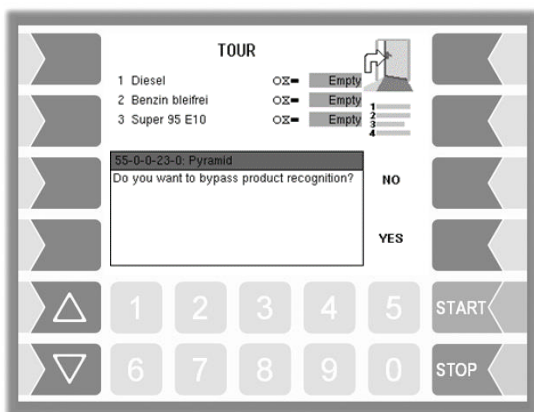 TOUR
1 Diesel Empty
2 Benzin bleifrei Empty
3 Super 95 E10 Empty
1
2
3
4
55-0-0-23-0: Pyramid
Do you want to bypass product recognition?
NO
YES
1 2 3 4 5 START
6 7 8 9 0 STOP